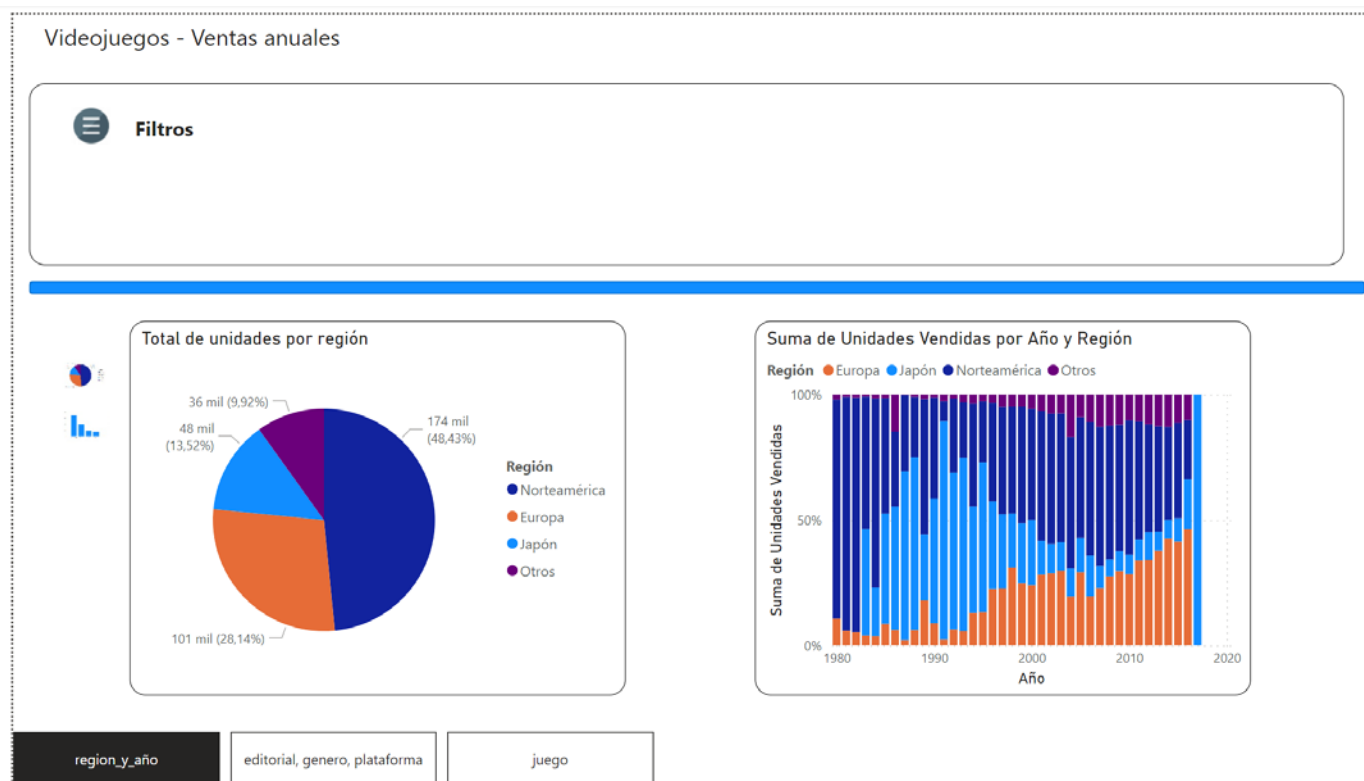 Videojuegos - Ventas anuales
Filtros
Total de unidades por región
36 mil (9,92%)
48 mil
(13,52%)
174 mil
(48,43%)
101 mil (28,14%)
Región
Norteamérica
Europa
Japón
Otros
Suma de Unidades Vendidas por Año y Región
Región Europa Japón Norteamérica Otros
Suma de Unidades Vendidas
100%
50%
0%
1980 1990 2000 2010 2020
Año
region_y_año
editorial, genero, plataforma
juego